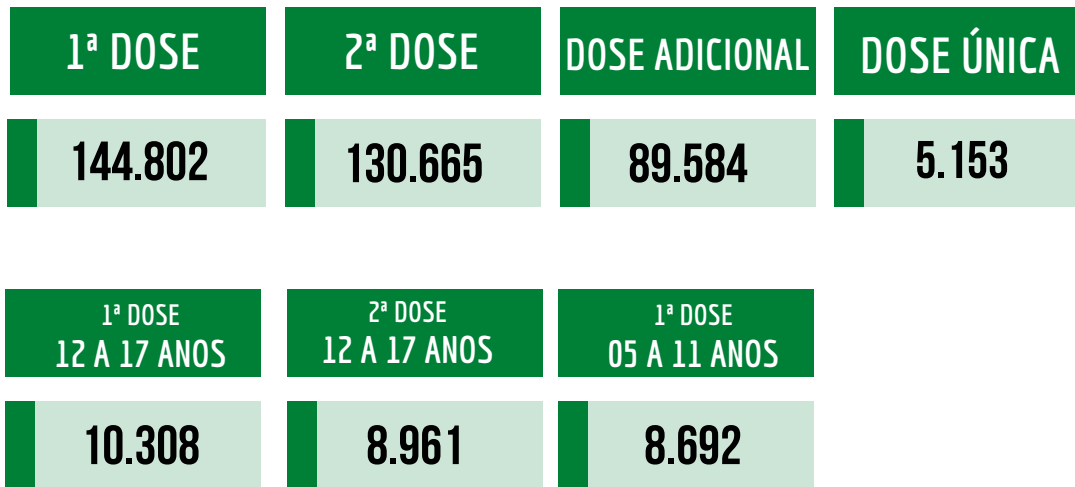 1ª DOSE
2ª DOSE
DOSE ADICIONAL
DOSE ÚNICA
144.802
130.665
89.584
5.153
1ª DOSE
12 A 17 ANOS
2ª DOSE
12 A 17 ANOS
1ª DOSE
05 A 11 ANOS
10.308
8.961
8.692